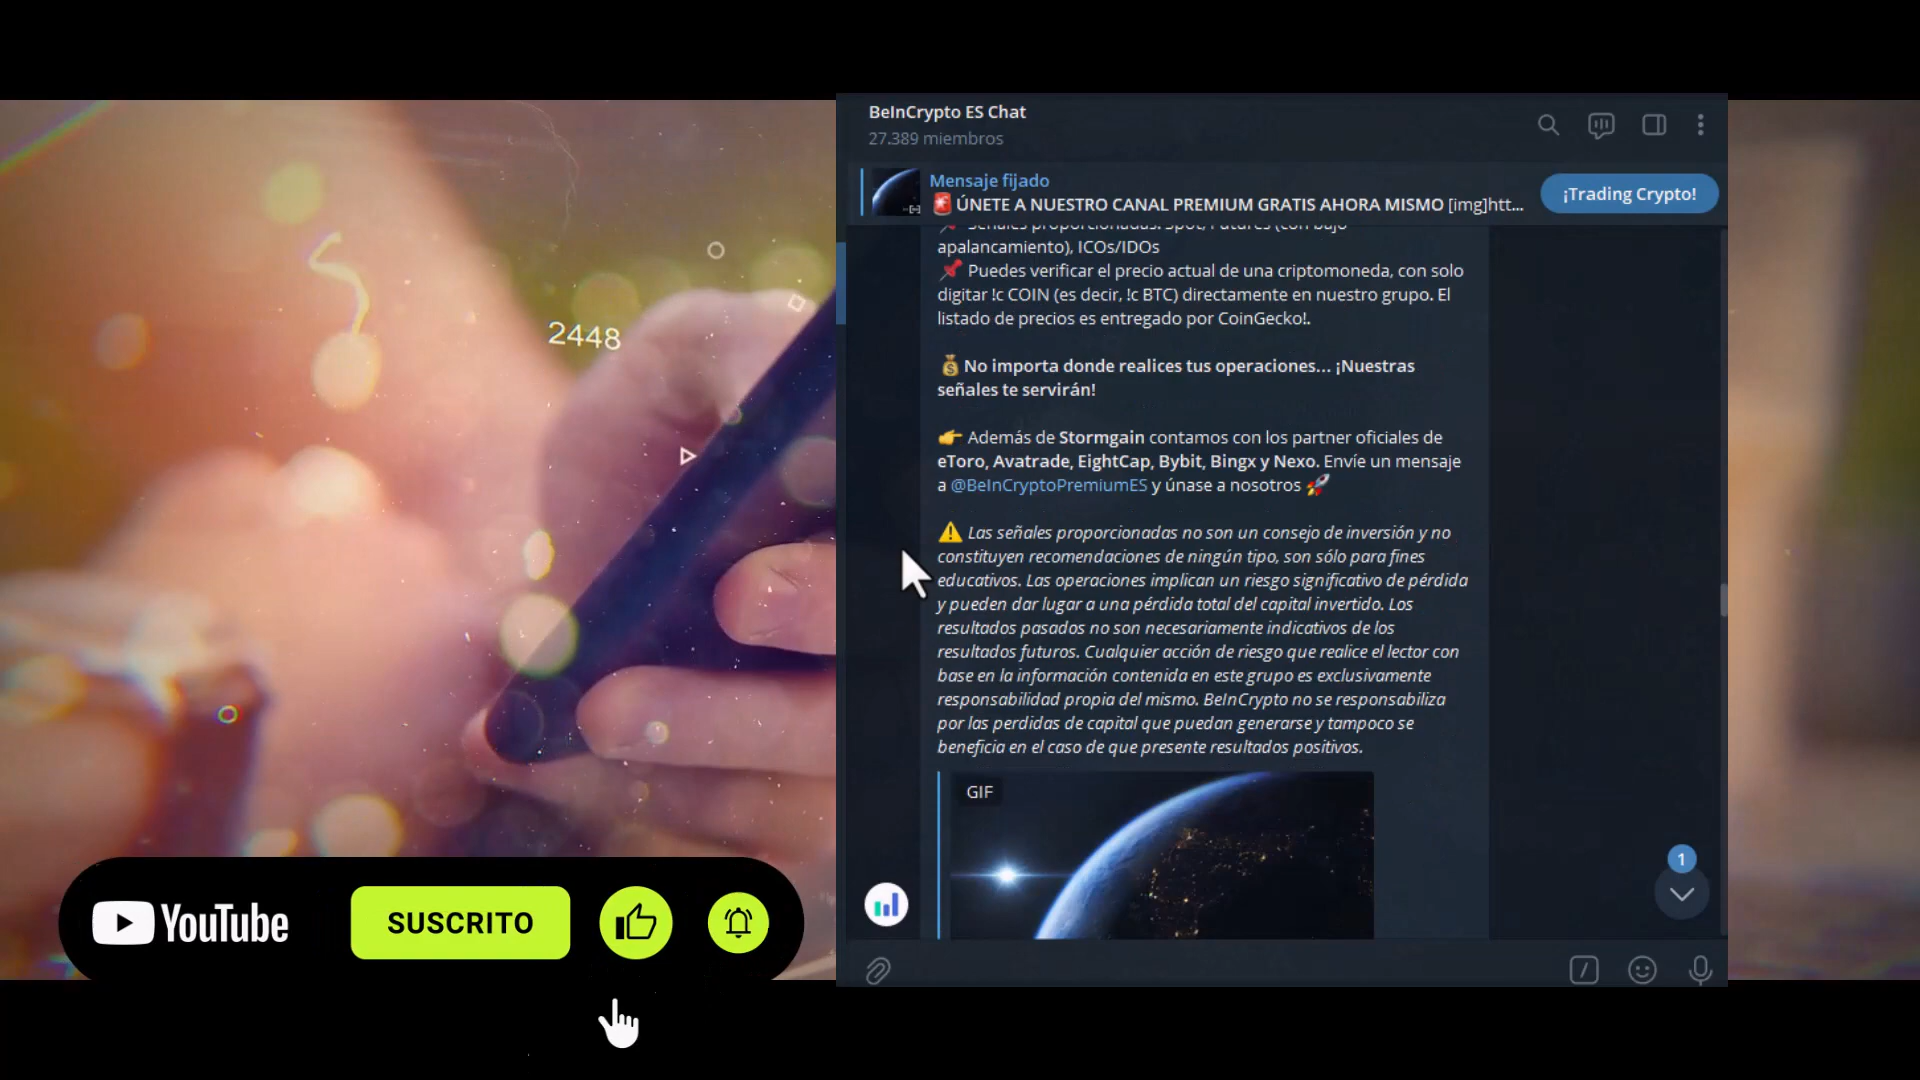 BeInCrypto ES Chat
27.389 miembros
Mensaje fijado
🚨 ÚNETE A NUESTRO CANAL PREMIUM GRATIS AHORA MISMO [img]htt...
¡Trading Crypto!
📌 Señales proporcionadas: Spot, Futures (con bajo
apalancamiento), ICOs/IDOs
📌 Puedes verificar el precio actual de una criptomoneda, con solo
digitar !c COIN (es decir, !c BTC) directamente en nuestro grupo. El
listado de precios es entregado por CoinGecko!.
💰 No importa donde realices tus operaciones... ¡Nuestras
señales te servirán!
👉 Además de Stormgain contamos con los partner oficiales de
eToro, Avatrade, EightCap, Bybit, Bingx y Nexo. Envíe un mensaje
a @BeInCryptoPremiumES y únase a nosotros 🚀
⚠️ Las señales proporcionadas no son un consejo de inversión y no
constituyen recomendaciones de ningún tipo, son sólo para fines
educativos. Las operaciones implican un riesgo significativo de pérdida
y pueden dar lugar a una pérdida total del capital invertido. Los
resultados pasados no son necesariamente indicativos de los
resultados futuros. Cualquier acción de riesgo que realice el lector con
base en la información contenida en este grupo es exclusivamente
responsabilidad propia del mismo. BeInCrypto no se responsabiliza
por las perdidas de capital que puedan generarse y tampoco se
beneficia en el caso de que presente resultados positivos.
GIF
1
2448
YouTube
SUSCRITO